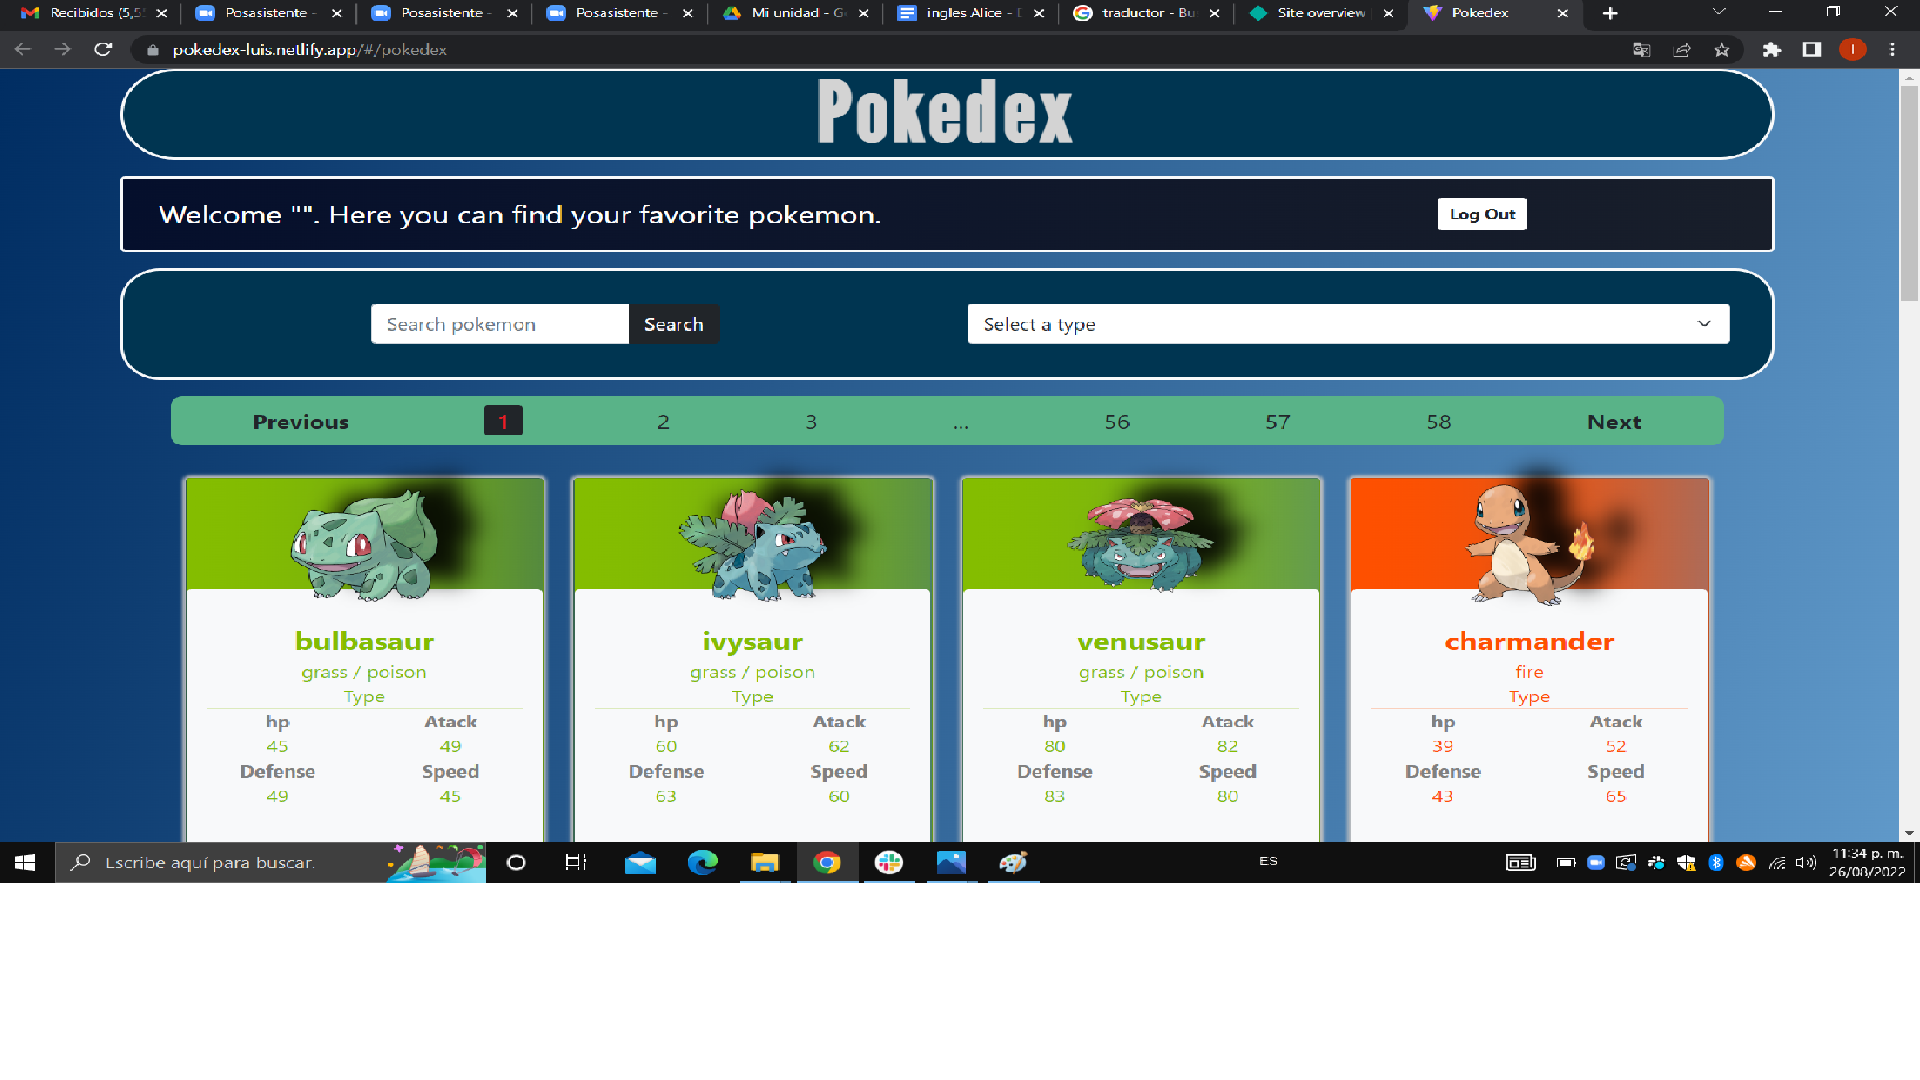 Recibidos (5,5
Posasistente -
Posasistente -
Posasistente -
Mi unidad - G
ingles Alice - D
traductor - Bu
Site overview
Pokedex
pokedex-luis.netlify.app/#/pokedex
I
Pokedex
Welcome "". Here you can find your favorite pokemon.
Log Out
Search pokemon
Search
Select a type
Previous 1 2 3 ... 56 57 58 Next
bulbasaur
grass / poison
Type
hp Atack
45 49
Defense Speed
49 45
ivysaur
grass / poison
Type
hp Atack
60 62
Defense Speed
63 60
venusaur
grass / poison
Type
hp Atack
80 82
Defense Speed
83 80
charmander
fire
Type
hp Atack
39 52
Defense Speed
43 65
Escribe aquí para buscar.
ES
11:34 p. m.
26/08/2022